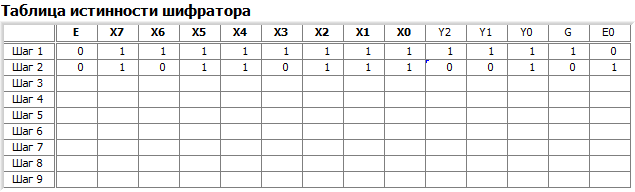 Таблица истинности шифратора
E X7 X6 X5 X4 X3 X2 X1 X0 Y2 Y1 Y0 G E0
Шаг 1 0 1 1 1 1 1 1 1 1 1 1 1 1 0
Шаг 2 0 1 0 1 1 0 1 1 1 0 0 1 0 1
Шаг 3
Шаг 4
Шаг 5
Шаг 6
Шаг 7
Шаг 8
Шаг 9